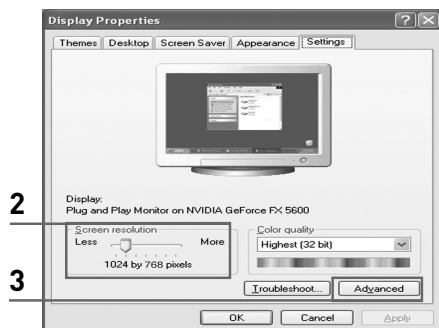 Display Properties
Themes Desktop Screen Saver Appearance Settings
Display:
Plug and Play Monitor on NVIDIA GeForce FX 5600
2
Screen resolution
Less More
1024 by 768 pixels
Color quality
Highest (32 bit)
3
Troubleshoot... Advanced
OK Cancel Apply